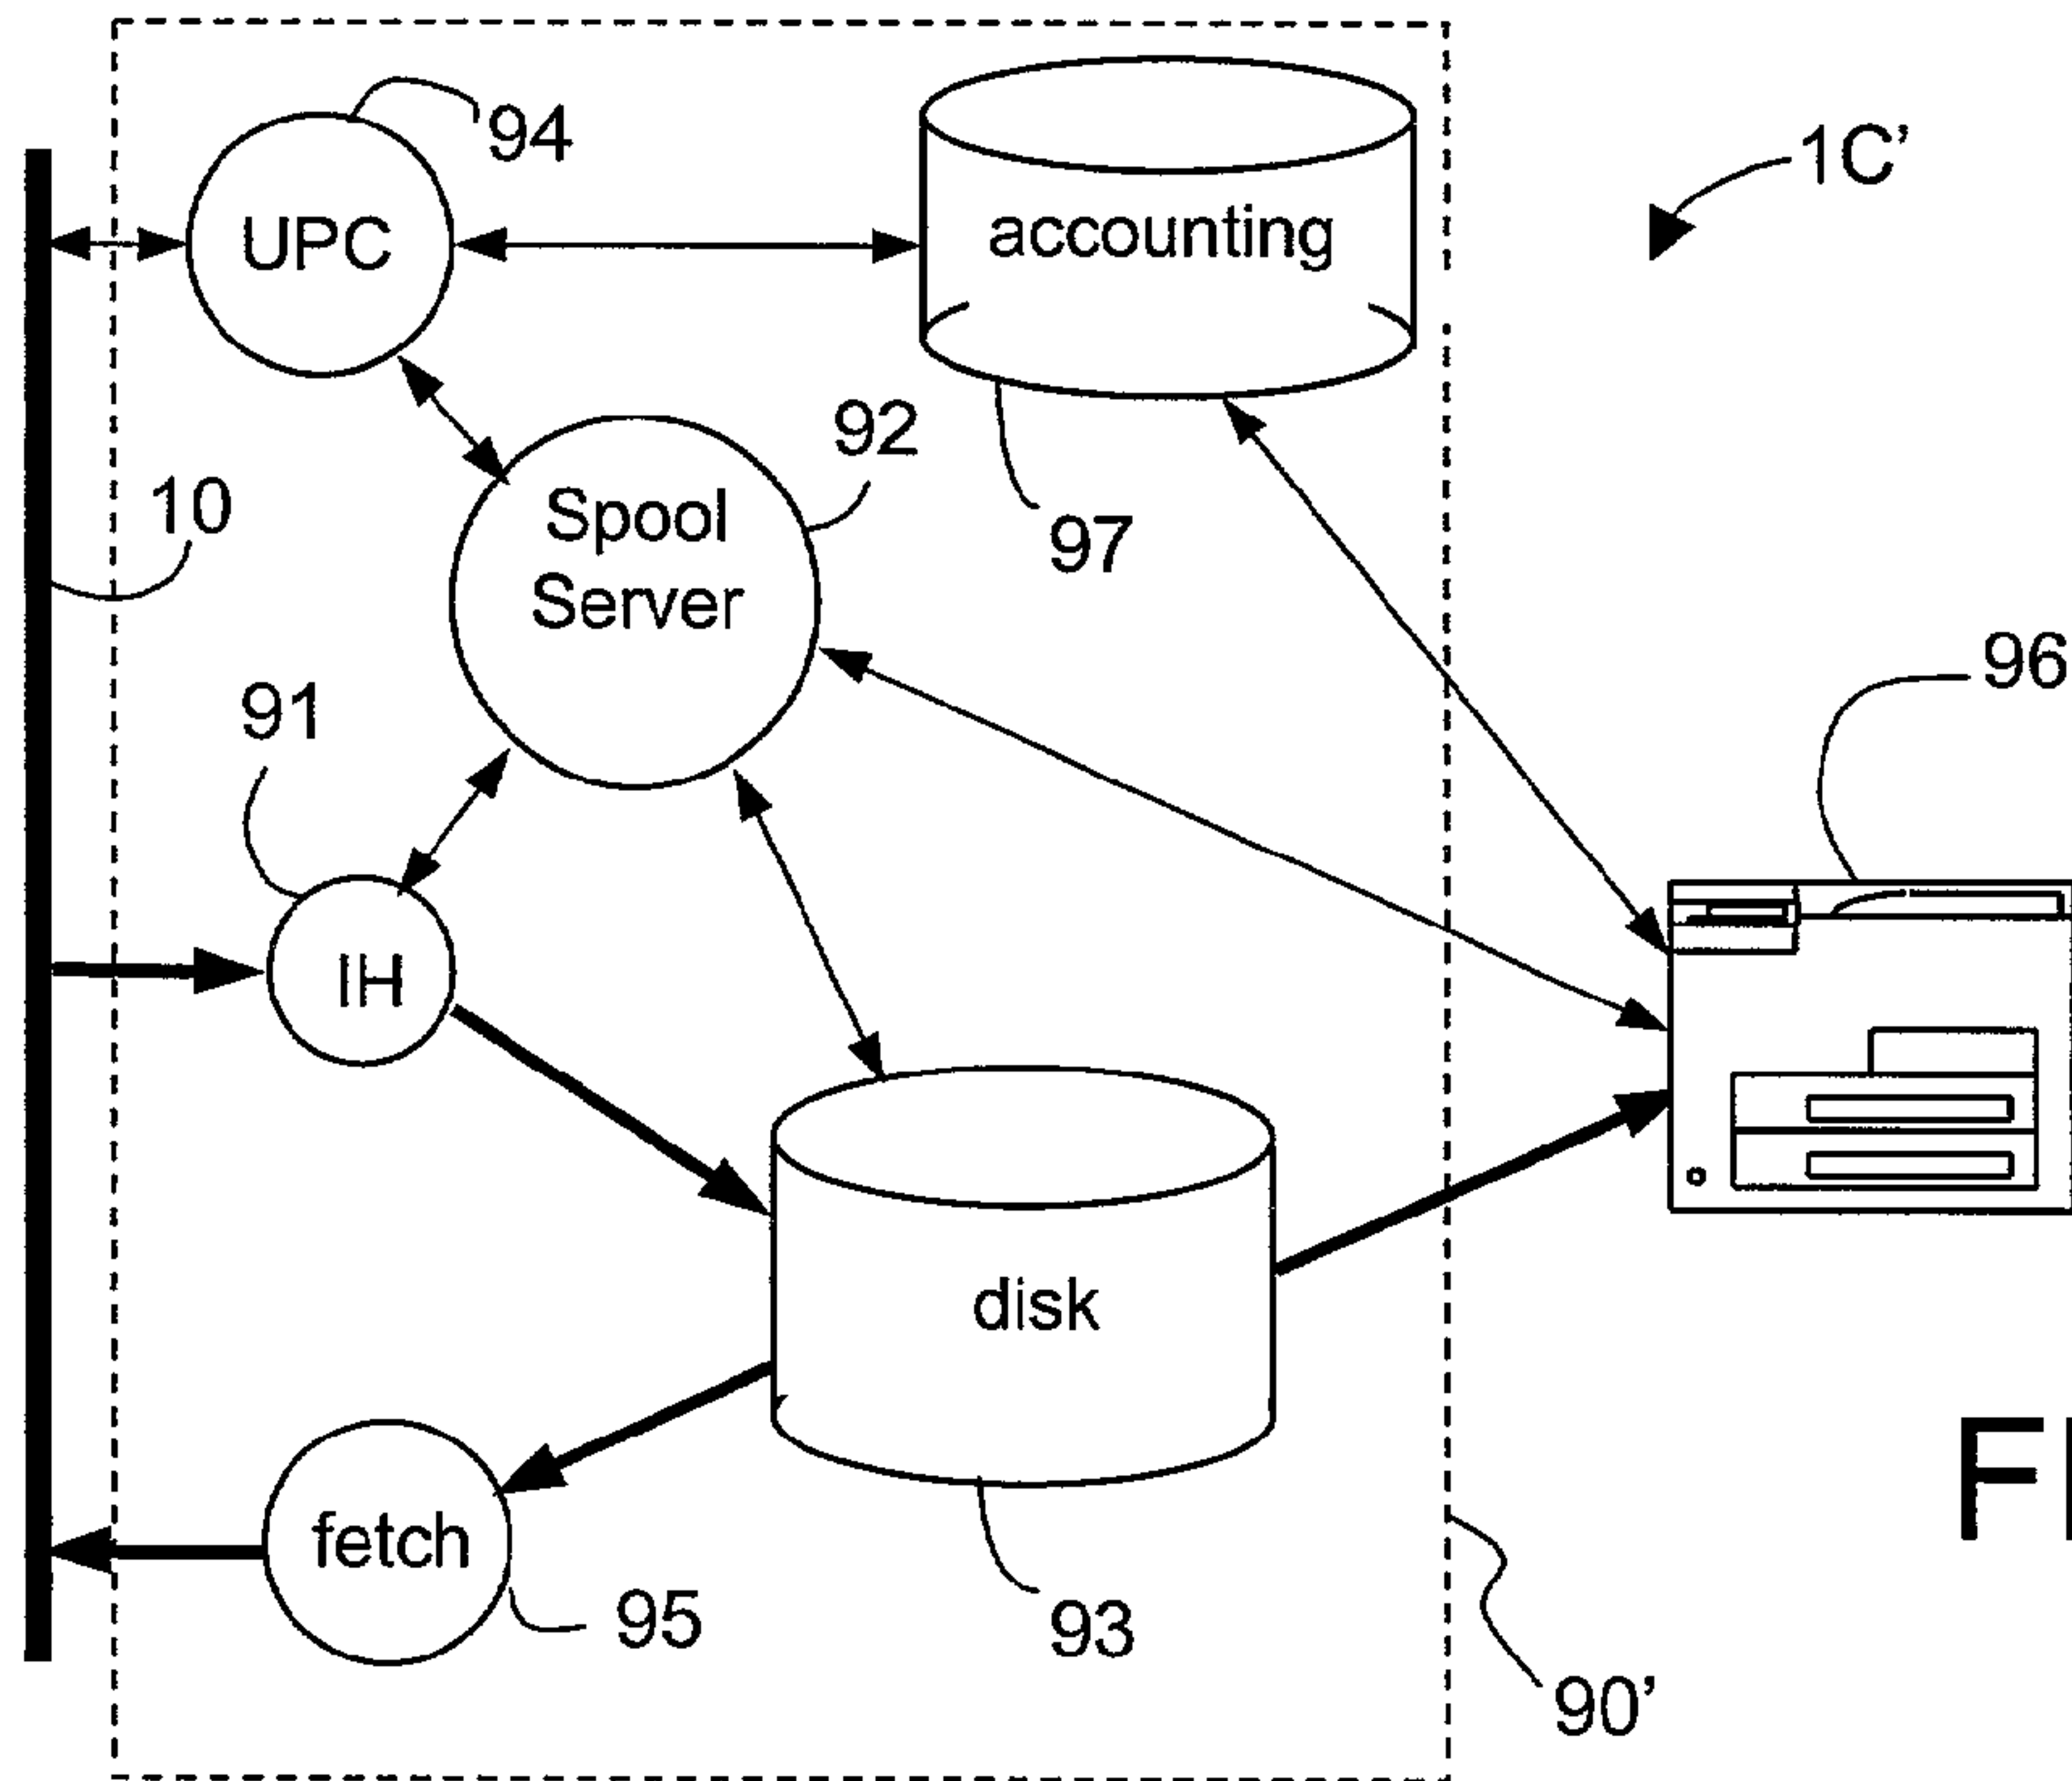 94
1C’
UPC
accounting
92
10
Spool
Server
97
96
91
IH
disk
fetch
95
93
90’